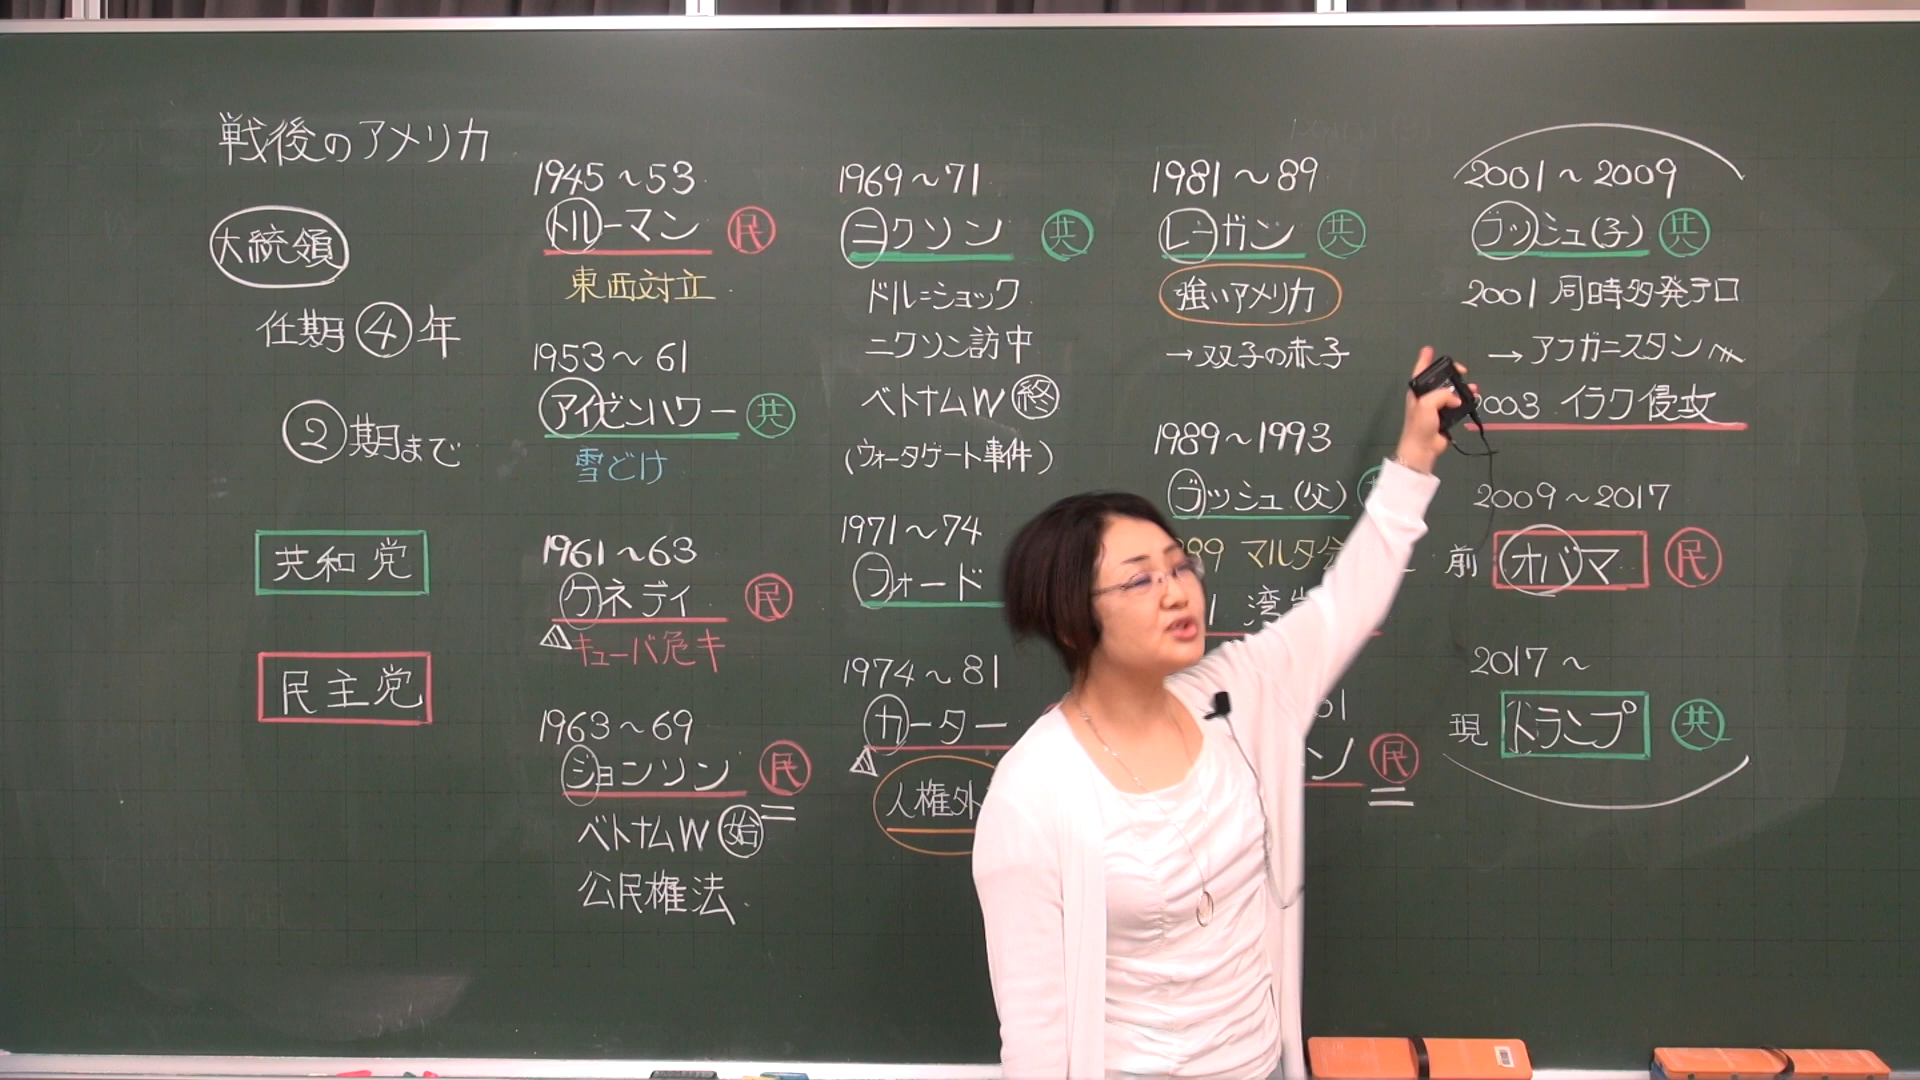 戦後のアメリカ
大統領
任期④年
②期まで
共和党
民主党
1945～53
トルーマン 民
東西対立
1953～61
アイゼンハワー 共
雪どけ
1961～63
ケネディ 民
キューバ危キ
1963～69
ジョンソン 民
ベトナムW 始
公民権法
1969～71
ニクソン 共
ドル=ショック
ニクソン訪中
ベトナムW 終
(ウォータゲート事件)
1971～74
フォード
1974～81
カーター
人権外
1981～89
レーガン 共
強いアメリカ
→双子の赤字
1989～1993
ブッシュ(父)
89 マルタ
1 湾
ン 民
2001～2009
ブッシュ(子) 共
2001 同時多発テロ
→アフガニスタン
2003 イラク侵攻
2009～2017
前 オバマ 民
2017～
現 トランプ 共